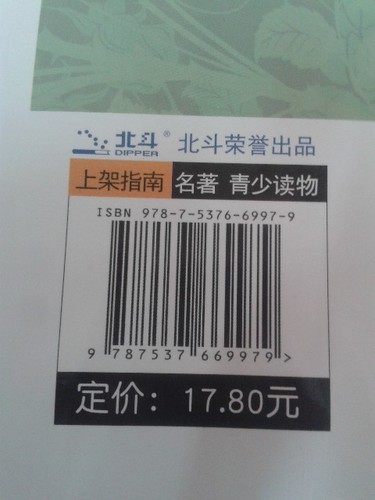 北斗® 北斗荣誉出品
DIPPER
上架指南 名著 青少读物
ISBN 978-7-5376-6997-9
9 787537 669979 >
定价：17.80元